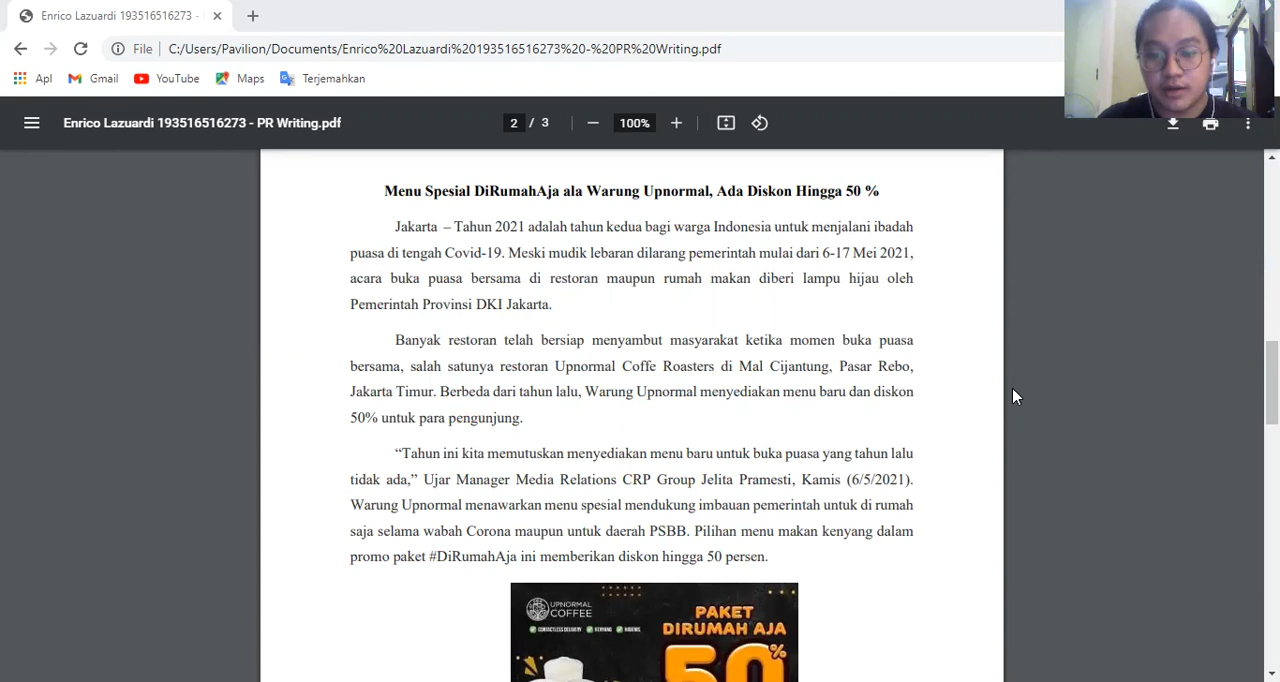 Enrico Lazuardi 193516516273 -
File
C:/Users/Pavilion/Documents/Enrico%20Lazuardi%20193516516273%20-%20PR%20Writing.pdf
Apl
Gmail
YouTube
Maps
Terjemahkan
Enrico Lazuardi 193516516273 - PR Writing.pdf
2 / 3
100%
Menu Spesial DiRumahAja ala Warung Upnormal, Ada Diskon Hingga 50 %
Jakarta – Tahun 2021 adalah tahun kedua bagi warga Indonesia untuk menjalani ibadah
puasa di tengah Covid-19. Meski mudik lebaran dilarang pemerintah mulai dari 6-17 Mei 2021,
acara buka puasa bersama di restoran maupun rumah makan diberi lampu hijau oleh
Pemerintah Provinsi DKI Jakarta.
Banyak restoran telah bersiap menyambut masyarakat ketika momen buka puasa
bersama, salah satunya restoran Upnormal Coffe Roasters di Mal Cijantung, Pasar Rebo,
Jakarta Timur. Berbeda dari tahun lalu, Warung Upnormal menyediakan menu baru dan diskon
50% untuk para pengunjung.
“Tahun ini kita memutuskan menyediakan menu baru untuk buka puasa yang tahun lalu
tidak ada,” Ujar Manager Media Relations CRP Group Jelita Pramesti, Kamis (6/5/2021).
Warung Upnormal menawarkan menu spesial mendukung imbauan pemerintah untuk di rumah
saja selama wabah Corona maupun untuk daerah PSBB. Pilihan menu makan kenyang dalam
promo paket #DiRumahAja ini memberikan diskon hingga 50 persen.
UPNORMAL
COFFEE
CONTACTLESS DELIVERY
KENYANG
HIGIENIS
PAKET
DIRUMAH AJA
50%